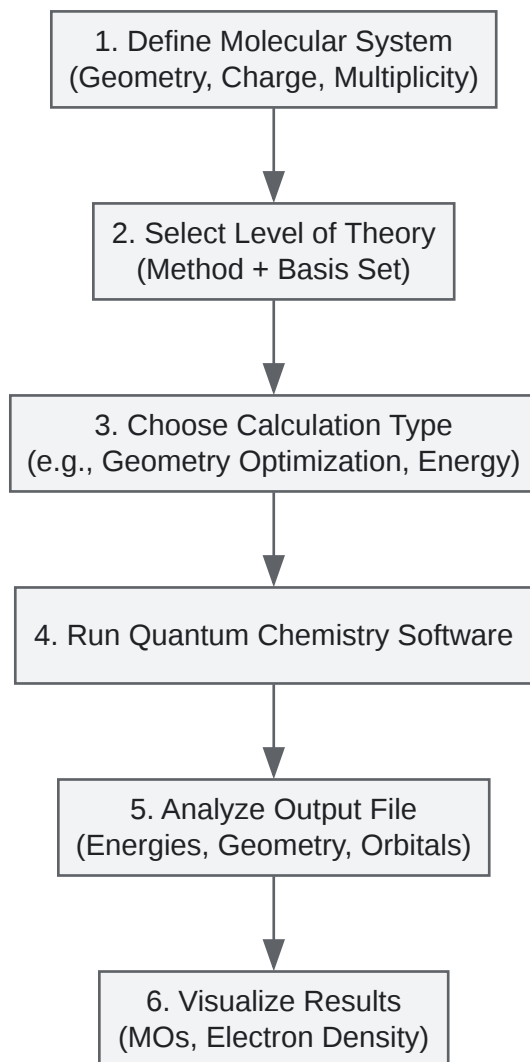 1. Define Molecular System
(Geometry, Charge, Multiplicity)
2. Select Level of Theory
(Method + Basis Set)
3. Choose Calculation Type
(e.g., Geometry Optimization, Energy)
4. Run Quantum Chemistry Software
5. Analyze Output File
(Energies, Geometry, Orbitals)
6. Visualize Results
(MOs, Electron Density)